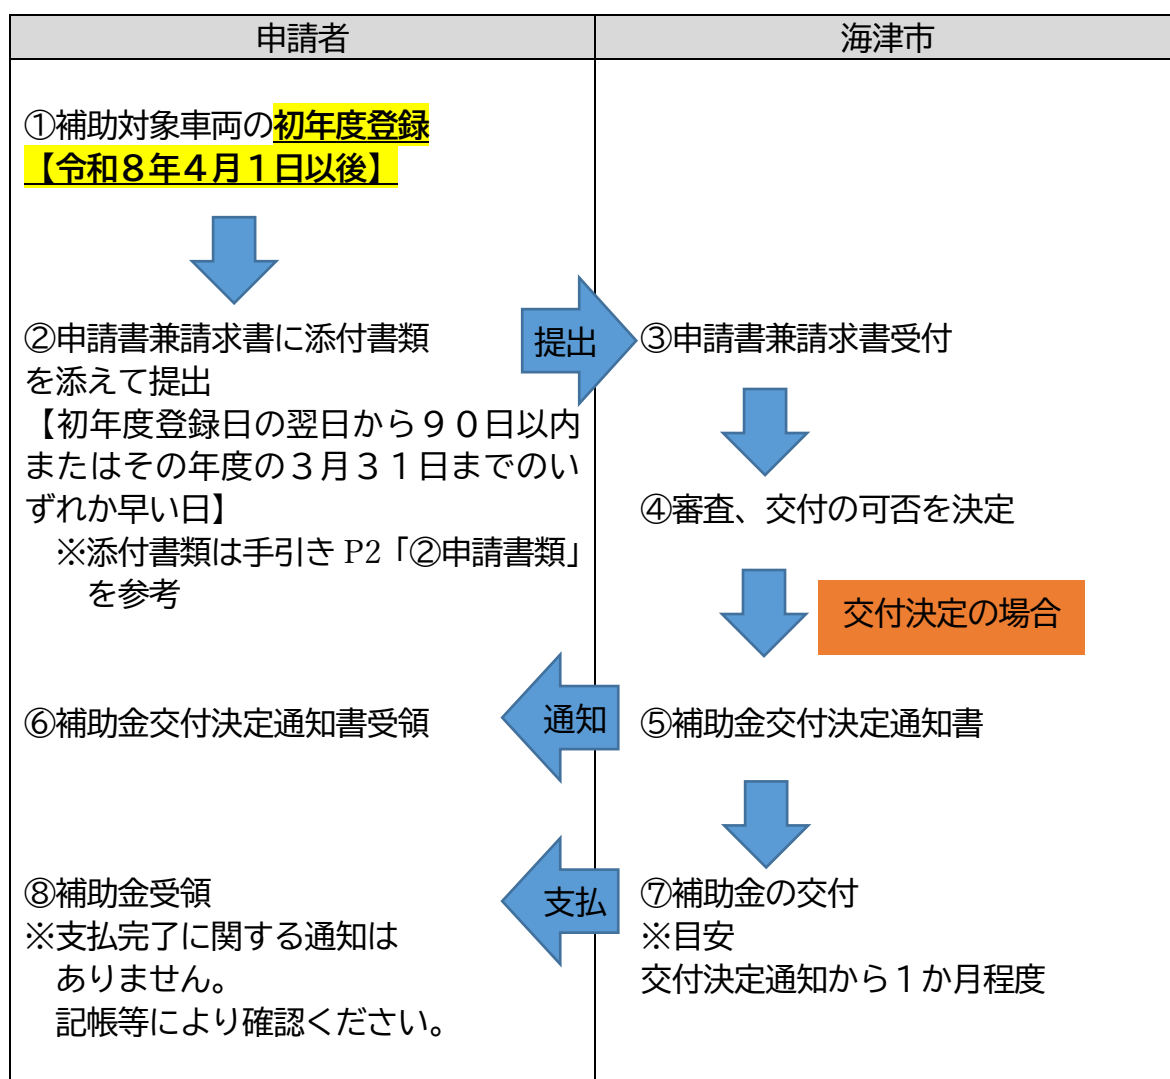 申請者
海津市
①補助対象車両の初年度登録
【令和８年４月１日以後】
②申請書兼請求書に添付書類
を添えて提出
【初年度登録日の翌日から９０日以内
またはその年度の３月３１日までのい
ずれか早い日】
※添付書類は手引き P2「②申請書類」
を参考
提出
③申請書兼請求書受付
④審査、交付の可否を決定
交付決定の場合
⑤補助金交付決定通知書
通知
⑥補助金交付決定通知書受領
⑦補助金の交付
※目安
交付決定通知から１か月程度
支払
⑧補助金受領
※支払完了に関する通知は
ありません。
記帳等により確認ください。